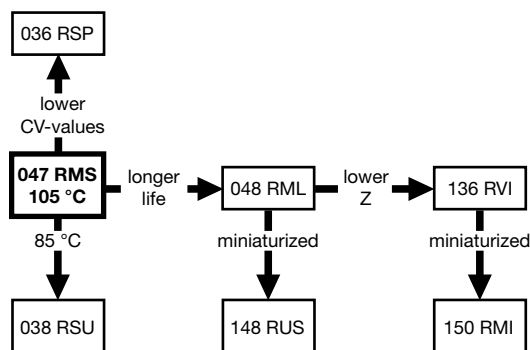 036 RSP
lower
CV-values
047 RMS
105 °C
longer
life
048 RML
lower
Z
136 RVI
85 °C
miniaturized
miniaturized
038 RSU
148 RUS
150 RMI